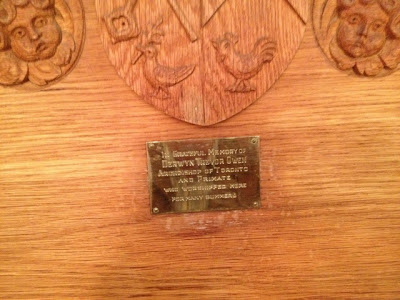 In Grateful Memory of
Derwyn Trevor Owen
Archbishop of Toronto
and Primate
who worshipped here
for many summers